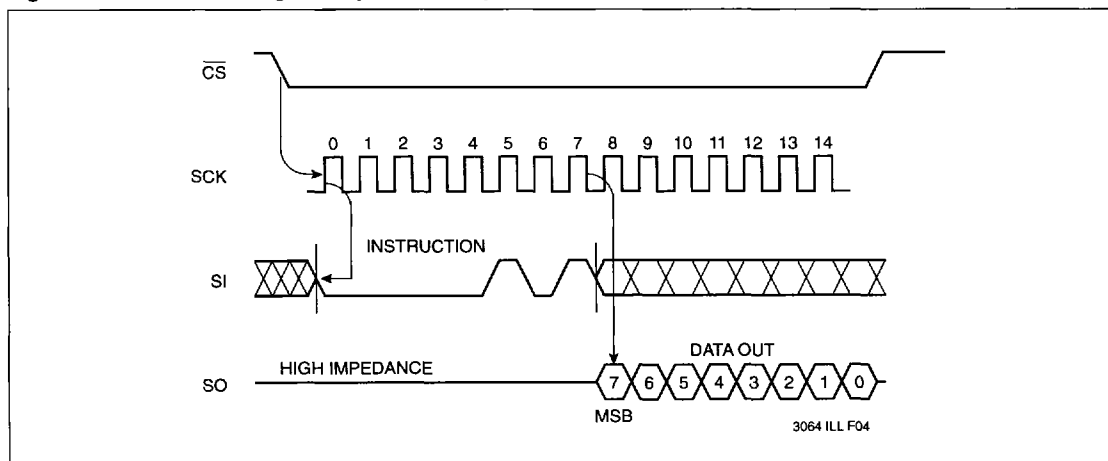 CS
0 1 2 3 4 5 6 7 8 9 10 11 12 13 14
SCK
INSTRUCTION
SI
DATA OUT
HIGH IMPEDANCE
SO
7 6 5 4 3 2 1 0
MSB
3064 ILL F04